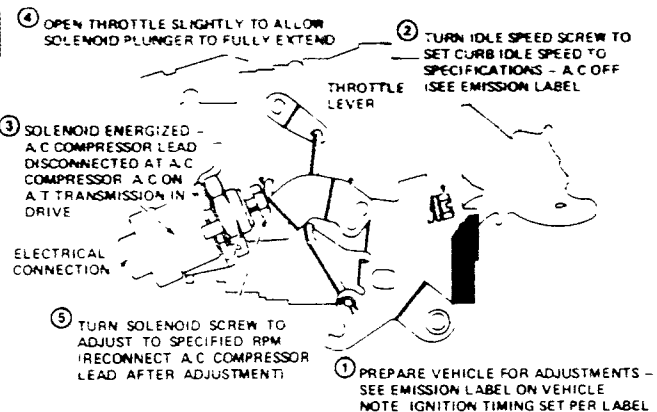 ④ OPEN THROTTLE SLIGHTLY TO ALLOW
SOLENOID PLUNGER TO FULLY EXTEND
② TURN IDLE SPEED SCREW TO
SET CURB IDLE SPEED TO
SPECIFICATIONS - A.C OFF
(SEE EMISSION LABEL
THROTTLE
LEVER
③ SOLENOID ENERGIZED -
A.C COMPRESSOR LEAD
DISCONNECTED AT A.C
COMPRESSOR A.C ON
A.T TRANSMISSION IN
DRIVE
ELECTRICAL
CONNECTION
⑤ TURN SOLENOID SCREW TO
ADJUST TO SPECIFIED RPM
(RECONNECT A.C COMPRESSOR
LEAD AFTER ADJUSTMENT)
① PREPARE VEHICLE FOR ADJUSTMENTS -
SEE EMISSION LABEL ON VEHICLE
NOTE IGNITION TIMING SET PER LABEL